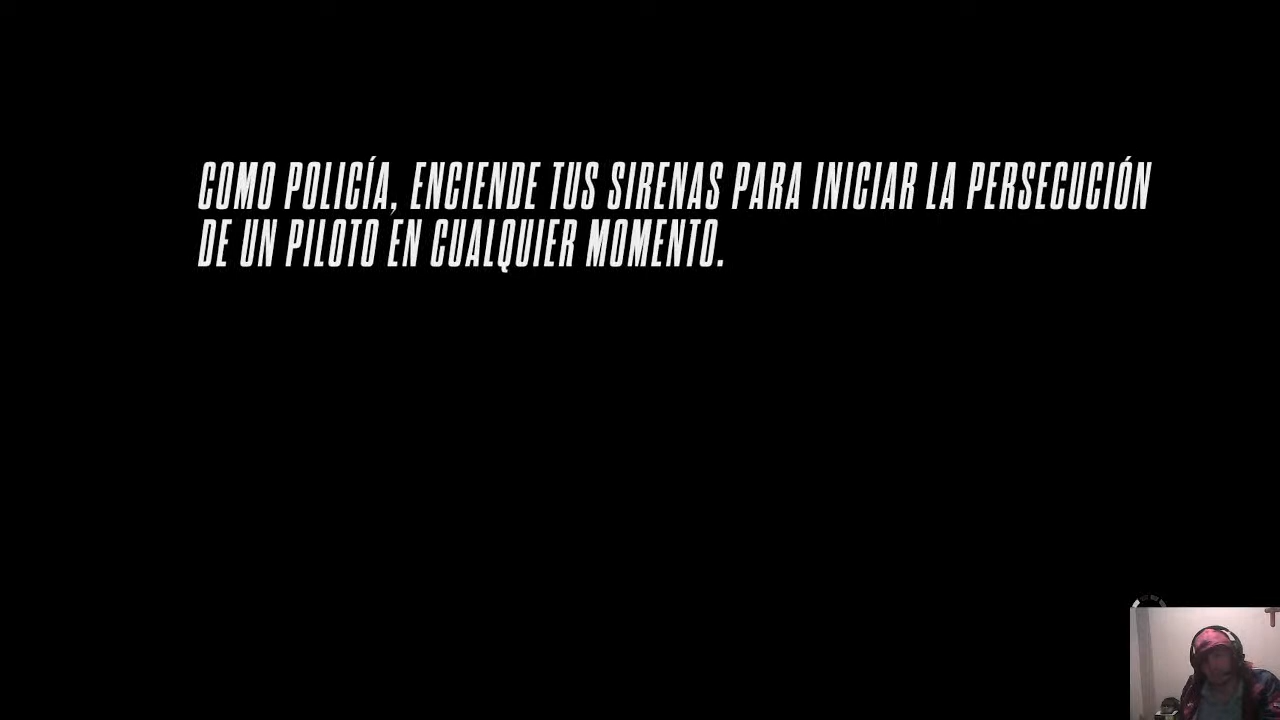 COMO POLICÍA, ENCIENDE TUS SIRENAS PARA INICIAR LA PERSECUCIÓN
DE UN PILOTO EN CUALQUIER MOMENTO.